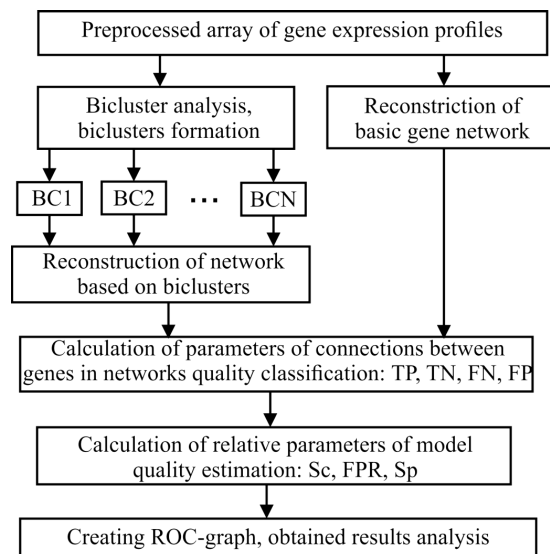 Preprocessed array of gene expression profiles
Bicluster analysis,
biclusters formation
Reconstriction of
basic gene network
BC1 BC2 ... BCN
Reconstruction of network
based on biclusters
Calculation of parameters of connections between
genes in networks quality classification: TP, TN, FN, FP
Calculation of relative parameters of model
quality estimation: Sc, FPR, Sp
Creating ROC-graph, obtained results analysis